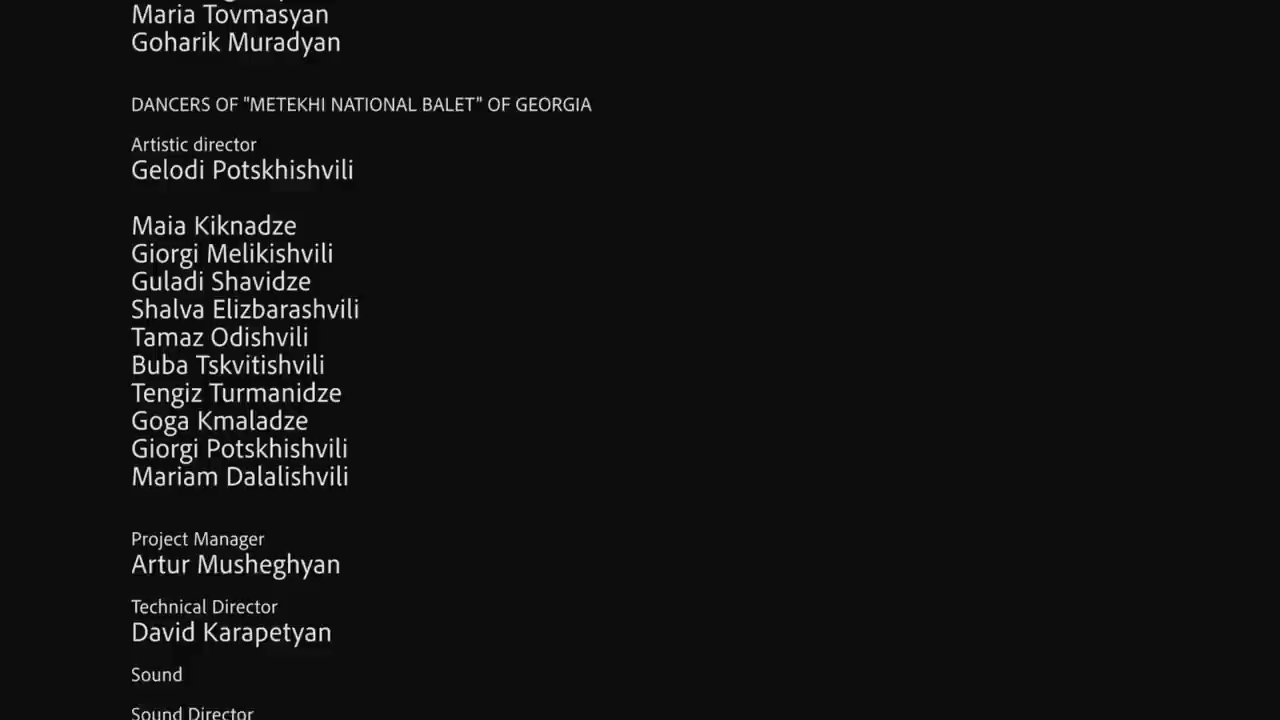 Maria Tovmasyan
Goharik Muradyan
DANCERS OF "METEKHI NATIONAL BALET" OF GEORGIA
Artistic director
Gelodi Potskhishvili
Maia Kiknadze
Giorgi Melikishvili
Guladi Shavidze
Shalva Elizbarashvili
Tamaz Odishvili
Buba Tskvitishvili
Tengiz Turmanidze
Goga Kmaladze
Giorgi Potskhishvili
Mariam Dalalishvili
Project Manager
Artur Musheghyan
Technical Director
David Karapetyan
Sound
Sound Director